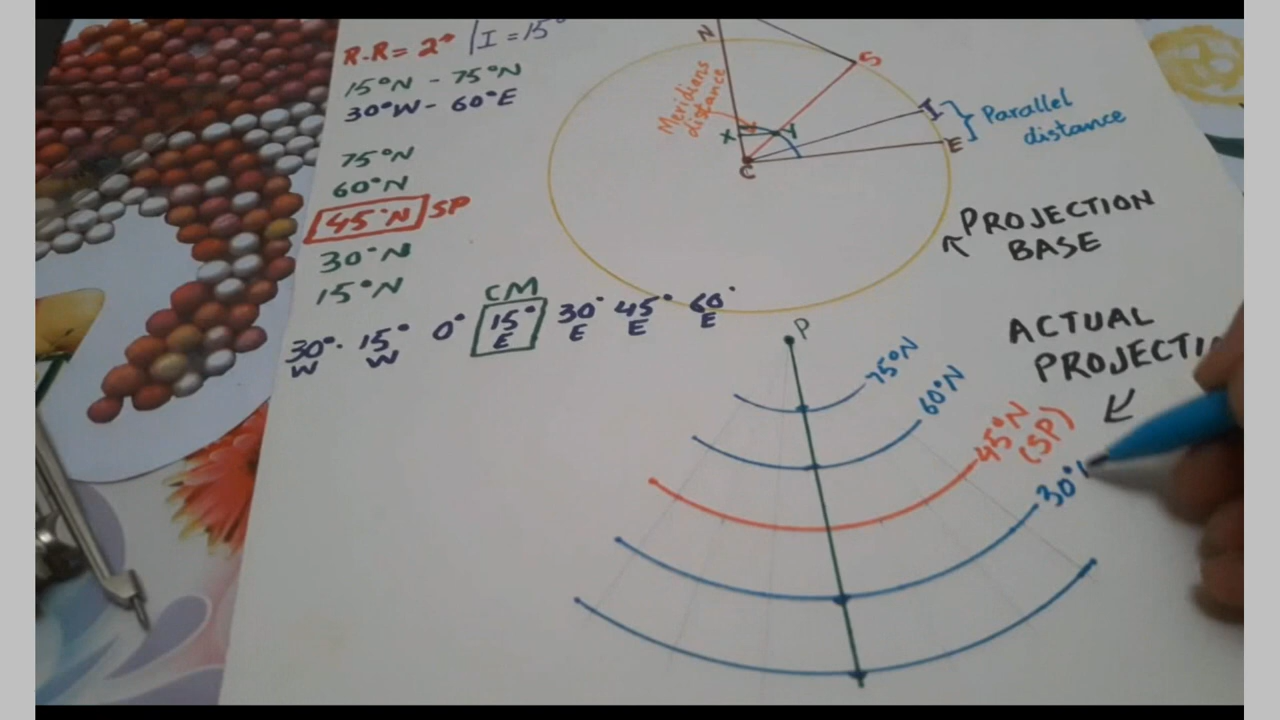 R.R = 2" / I = 15°
15°N - 75°N
30°W - 60°E
75°N
60°N
45°N SP
30°N
15°N
CM
30° 15° 0° 15° 30° 45° 60°
W W E E E E
N
S
Meridians
distance
X
Y
C
I
E
Parallel
distance
PROJECTION
BASE
ACTUAL
PROJECTI
P
75°N
60°N
45°N
(SP)
30°